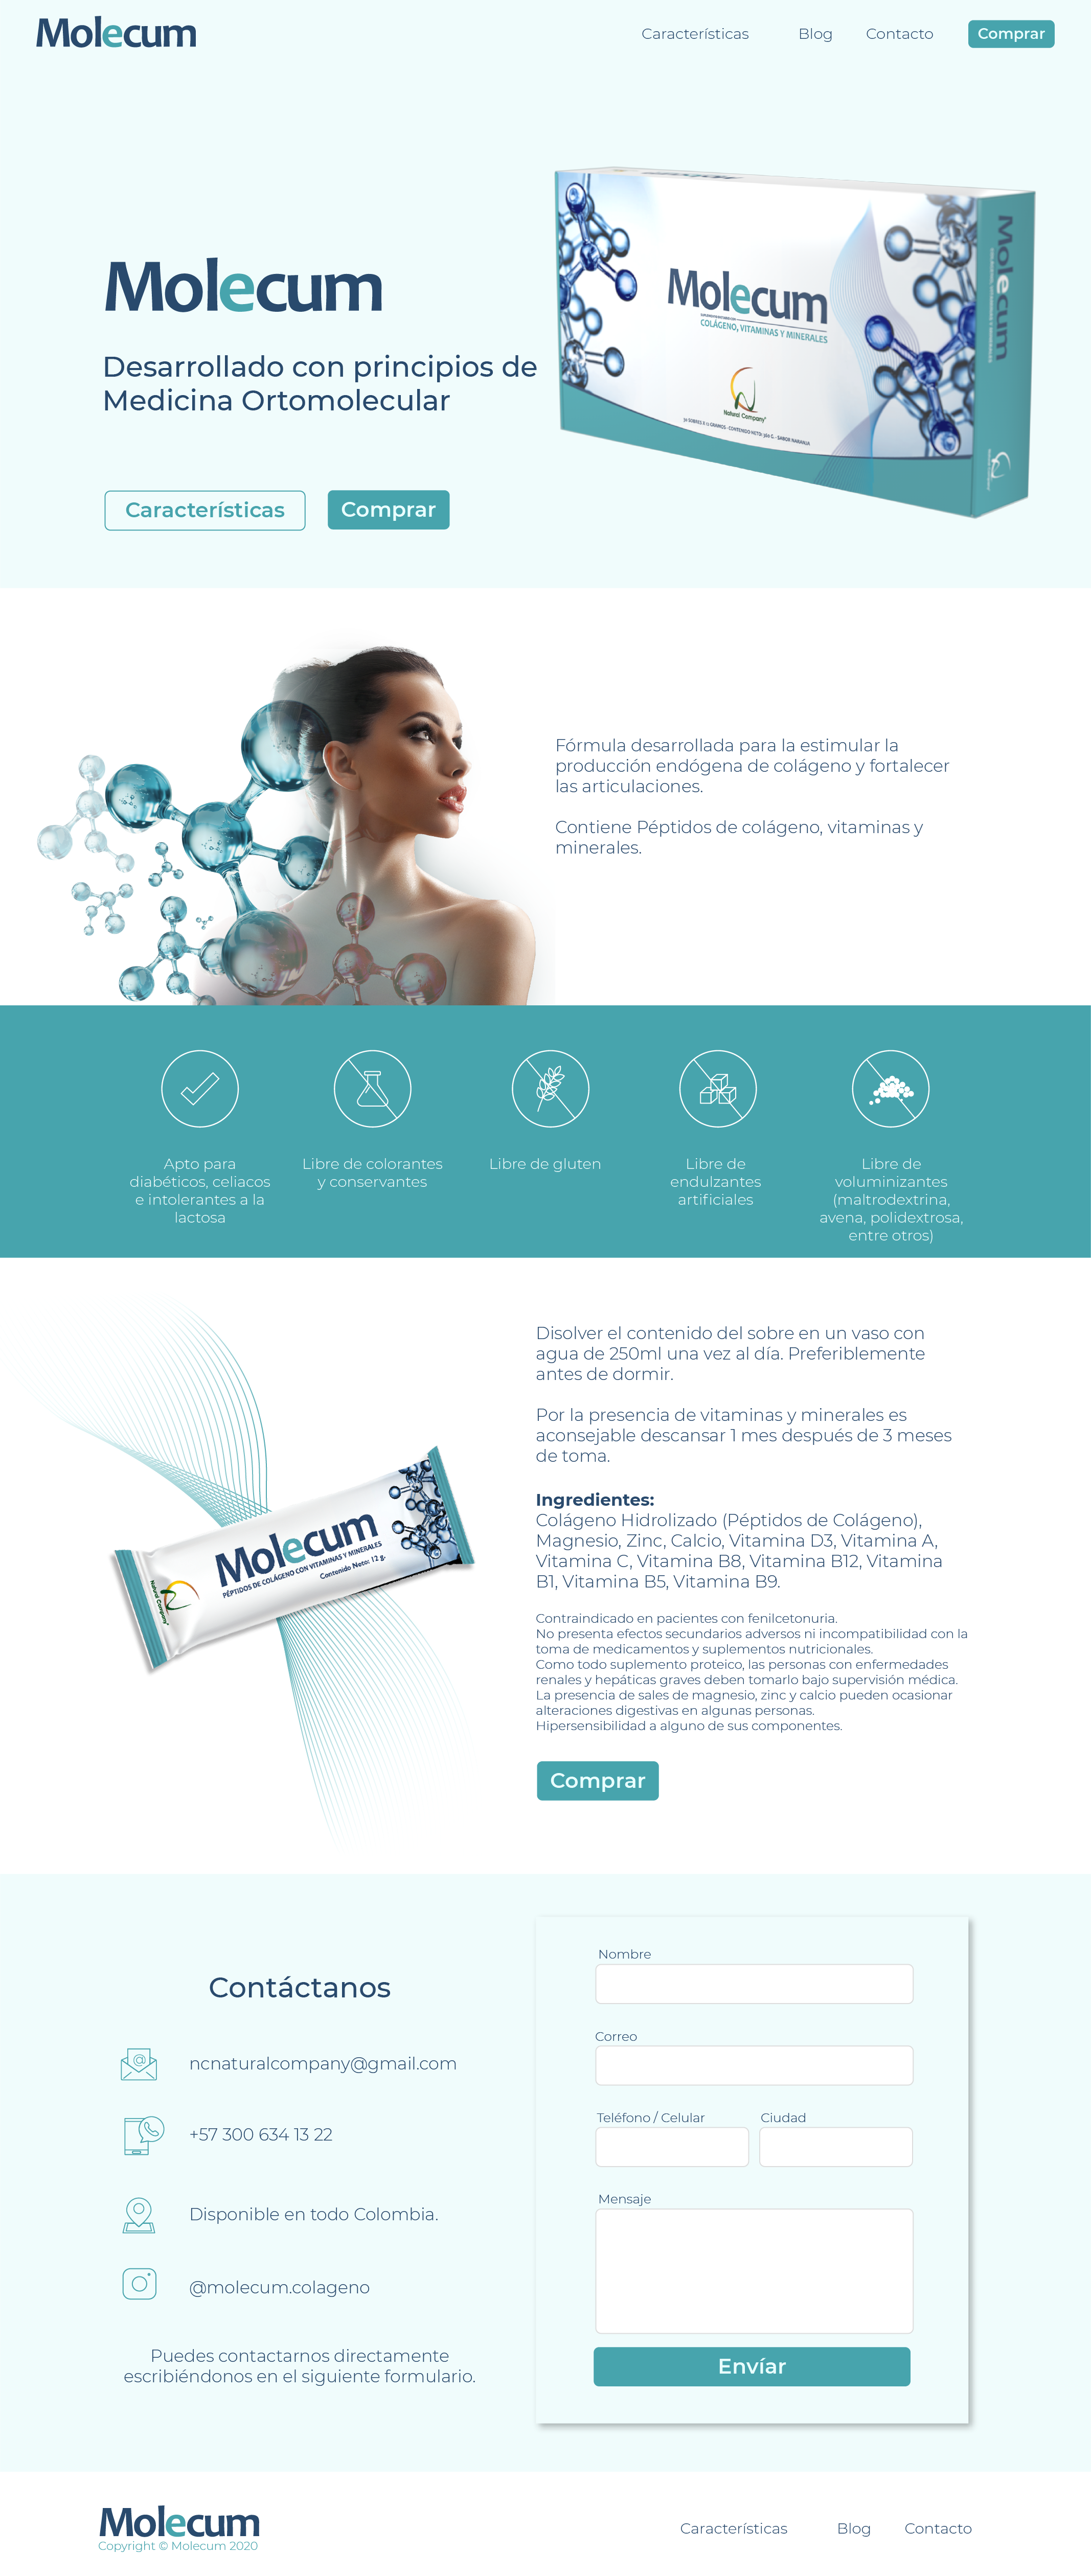 Molecum
Características Blog Contacto Comprar
Molecum
Desarrollado con principios de
Medicina Ortomolecular
Características Comprar
Molecum
COLÁGENO, VITAMINAS Y MINERALES
Natural Company
30 SOBRES X 12 GRAMOS - CONTENIDO NETO: 360 G. - SABOR NARANJA
Molecum
Fórmula desarrollada para la estimular la
producción endógena de colágeno y fortalecer
las articulaciones.
Contiene Péptidos de colágeno, vitaminas y
minerales.
Apto para
diabéticos, celiacos
e intolerantes a la
lactosa
Libre de colorantes
y conservantes
Libre de gluten
Libre de
endulzantes
artificiales
Libre de
voluminizantes
(maltrodextrina,
avena, polidextrosa,
entre otros)
Molecum
PÉPTIDOS DE COLÁGENO CON VITAMINAS Y MINERALES
Contenido Neto: 12 g.
Natural Company
Disolver el contenido del sobre en un vaso con
agua de 250ml una vez al día. Preferiblemente
antes de dormir.
Por la presencia de vitaminas y minerales es
aconsejable descansar 1 mes después de 3 meses
de toma.
Ingredientes:
Colágeno Hidrolizado (Péptidos de Colágeno),
Magnesio, Zinc, Calcio, Vitamina D3, Vitamina A,
Vitamina C, Vitamina B8, Vitamina B12, Vitamina
B1, Vitamina B5, Vitamina B9.
Contraindicado en pacientes con fenilcetonuria.
No presenta efectos secundarios adversos ni incompatibilidad con la
toma de medicamentos y suplementos nutricionales.
Como todo suplemento proteico, las personas con enfermedades
renales y hepáticas graves deben tomarlo bajo supervisión médica.
La presencia de sales de magnesio, zinc y calcio pueden ocasionar
alteraciones digestivas en algunas personas.
Hipersensibilidad a alguno de sus componentes.
Comprar
Contáctanos
ncnaturalcompany@gmail.com
+57 300 634 13 22
Disponible en todo Colombia.
@molecum.colageno
Puedes contactarnos directamente
escribiéndonos en el siguiente formulario.
Nombre
Correo
Teléfono / Celular Ciudad
Mensaje
Envíar
Molecum
Copyright © Molecum 2020
Características Blog Contacto